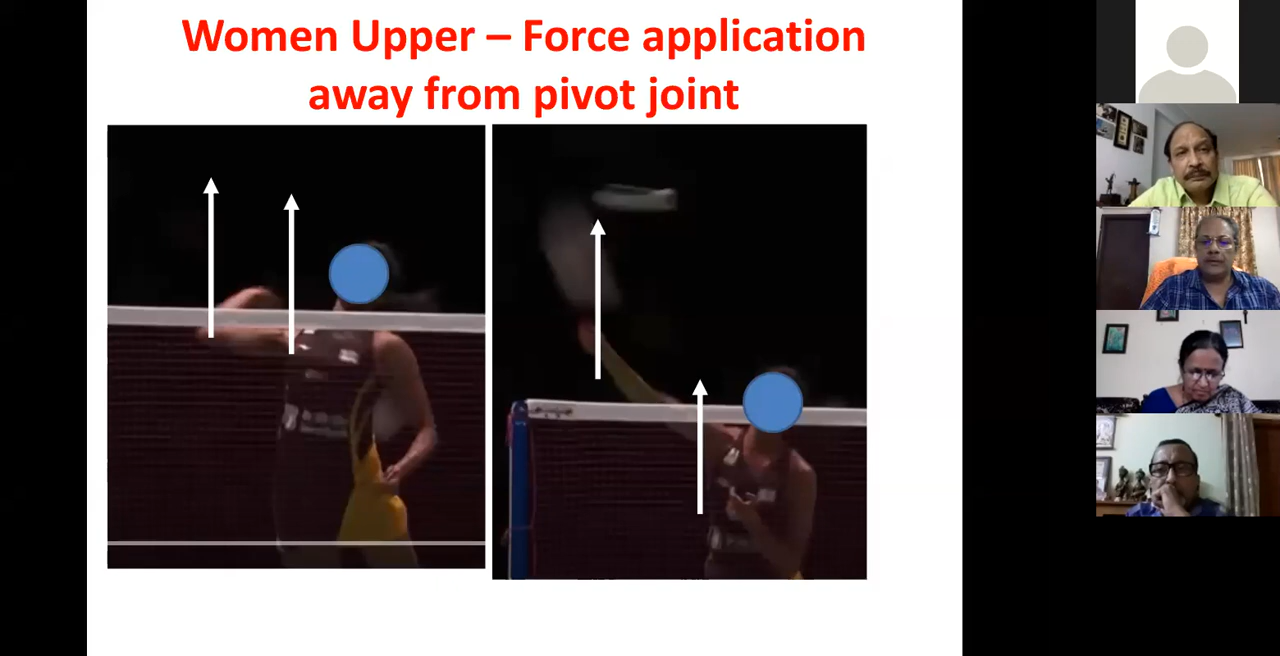 Women Upper – Force application
away from pivot joint